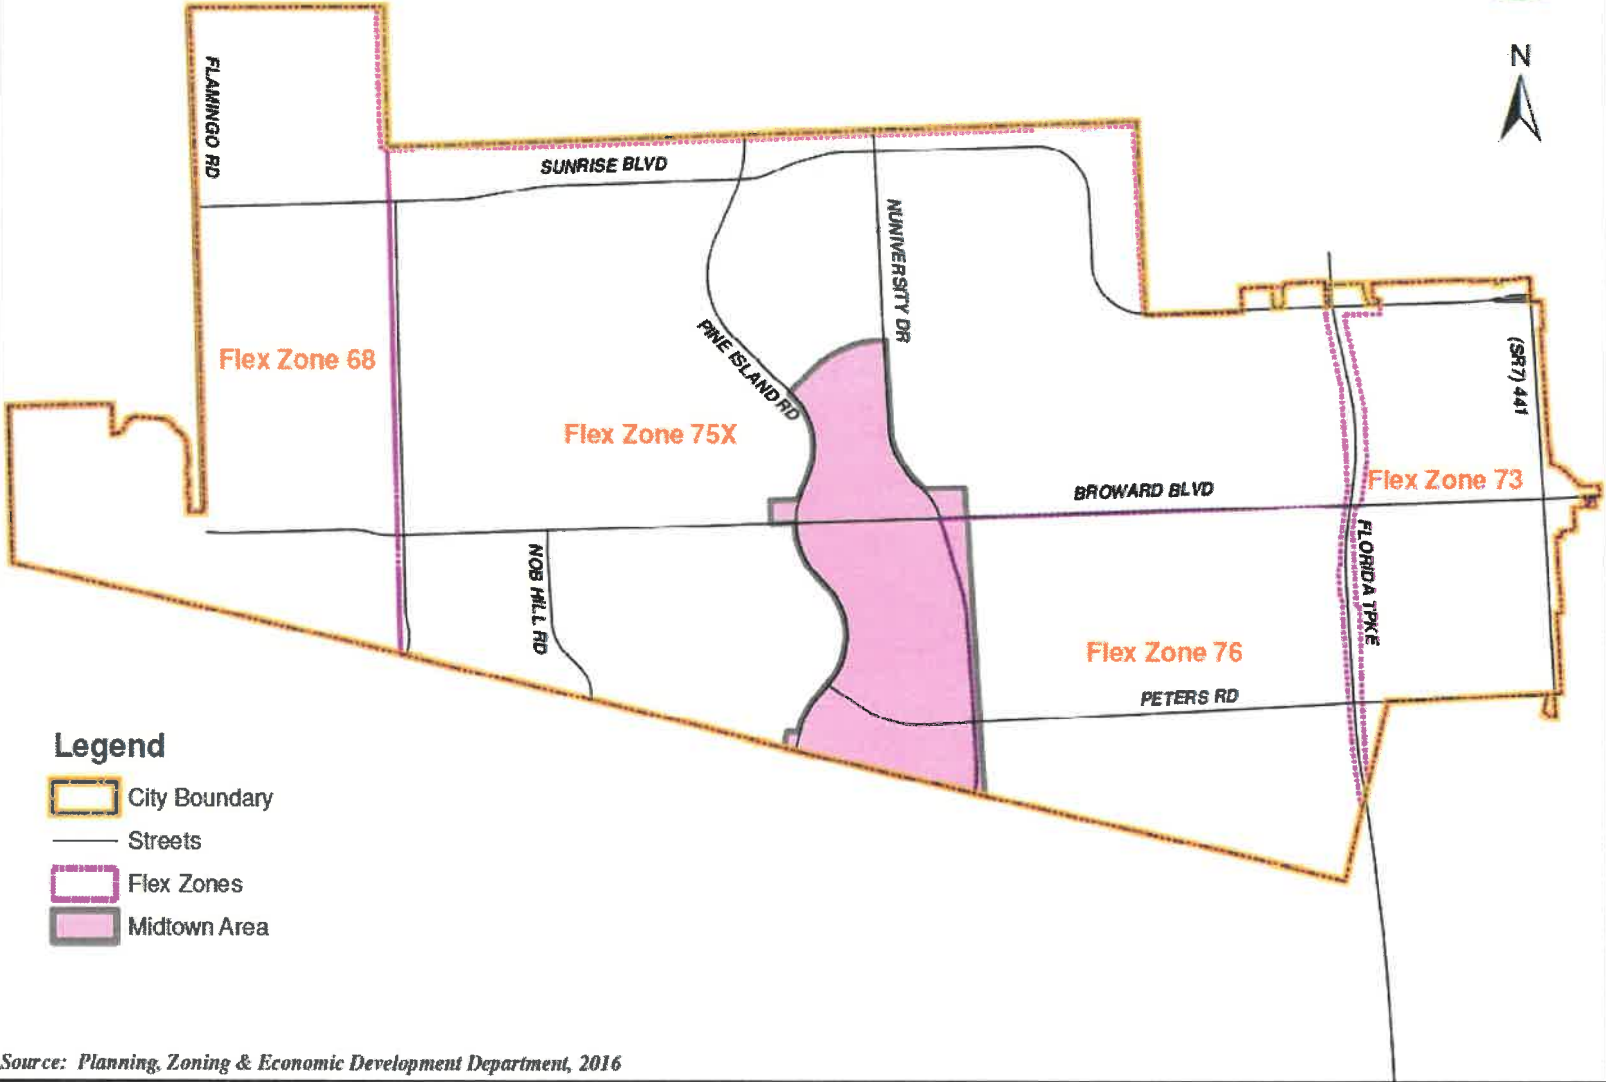 N
FLAMINGO RD
SUNRISE BLVD
NUNIVERSITY DR
PINE ISLAND RD
(SR7) 441
Flex Zone 68
Flex Zone 75X
Flex Zone 73
BROWARD BLVD
FLORIDA TPKE
NOB HILL RD
Flex Zone 76
PETERS RD
Legend
City Boundary
Streets
Flex Zones
Midtown Area
Source: Planning, Zoning & Economic Development Department, 2016